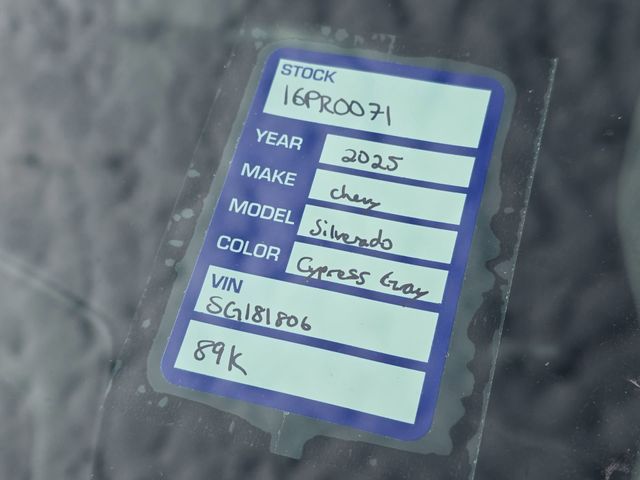 STOCK
16PR0071
YEAR 2025
MAKE Chevy
MODEL Silverado
COLOR Cypress Gray
VIN
SG181806
89K